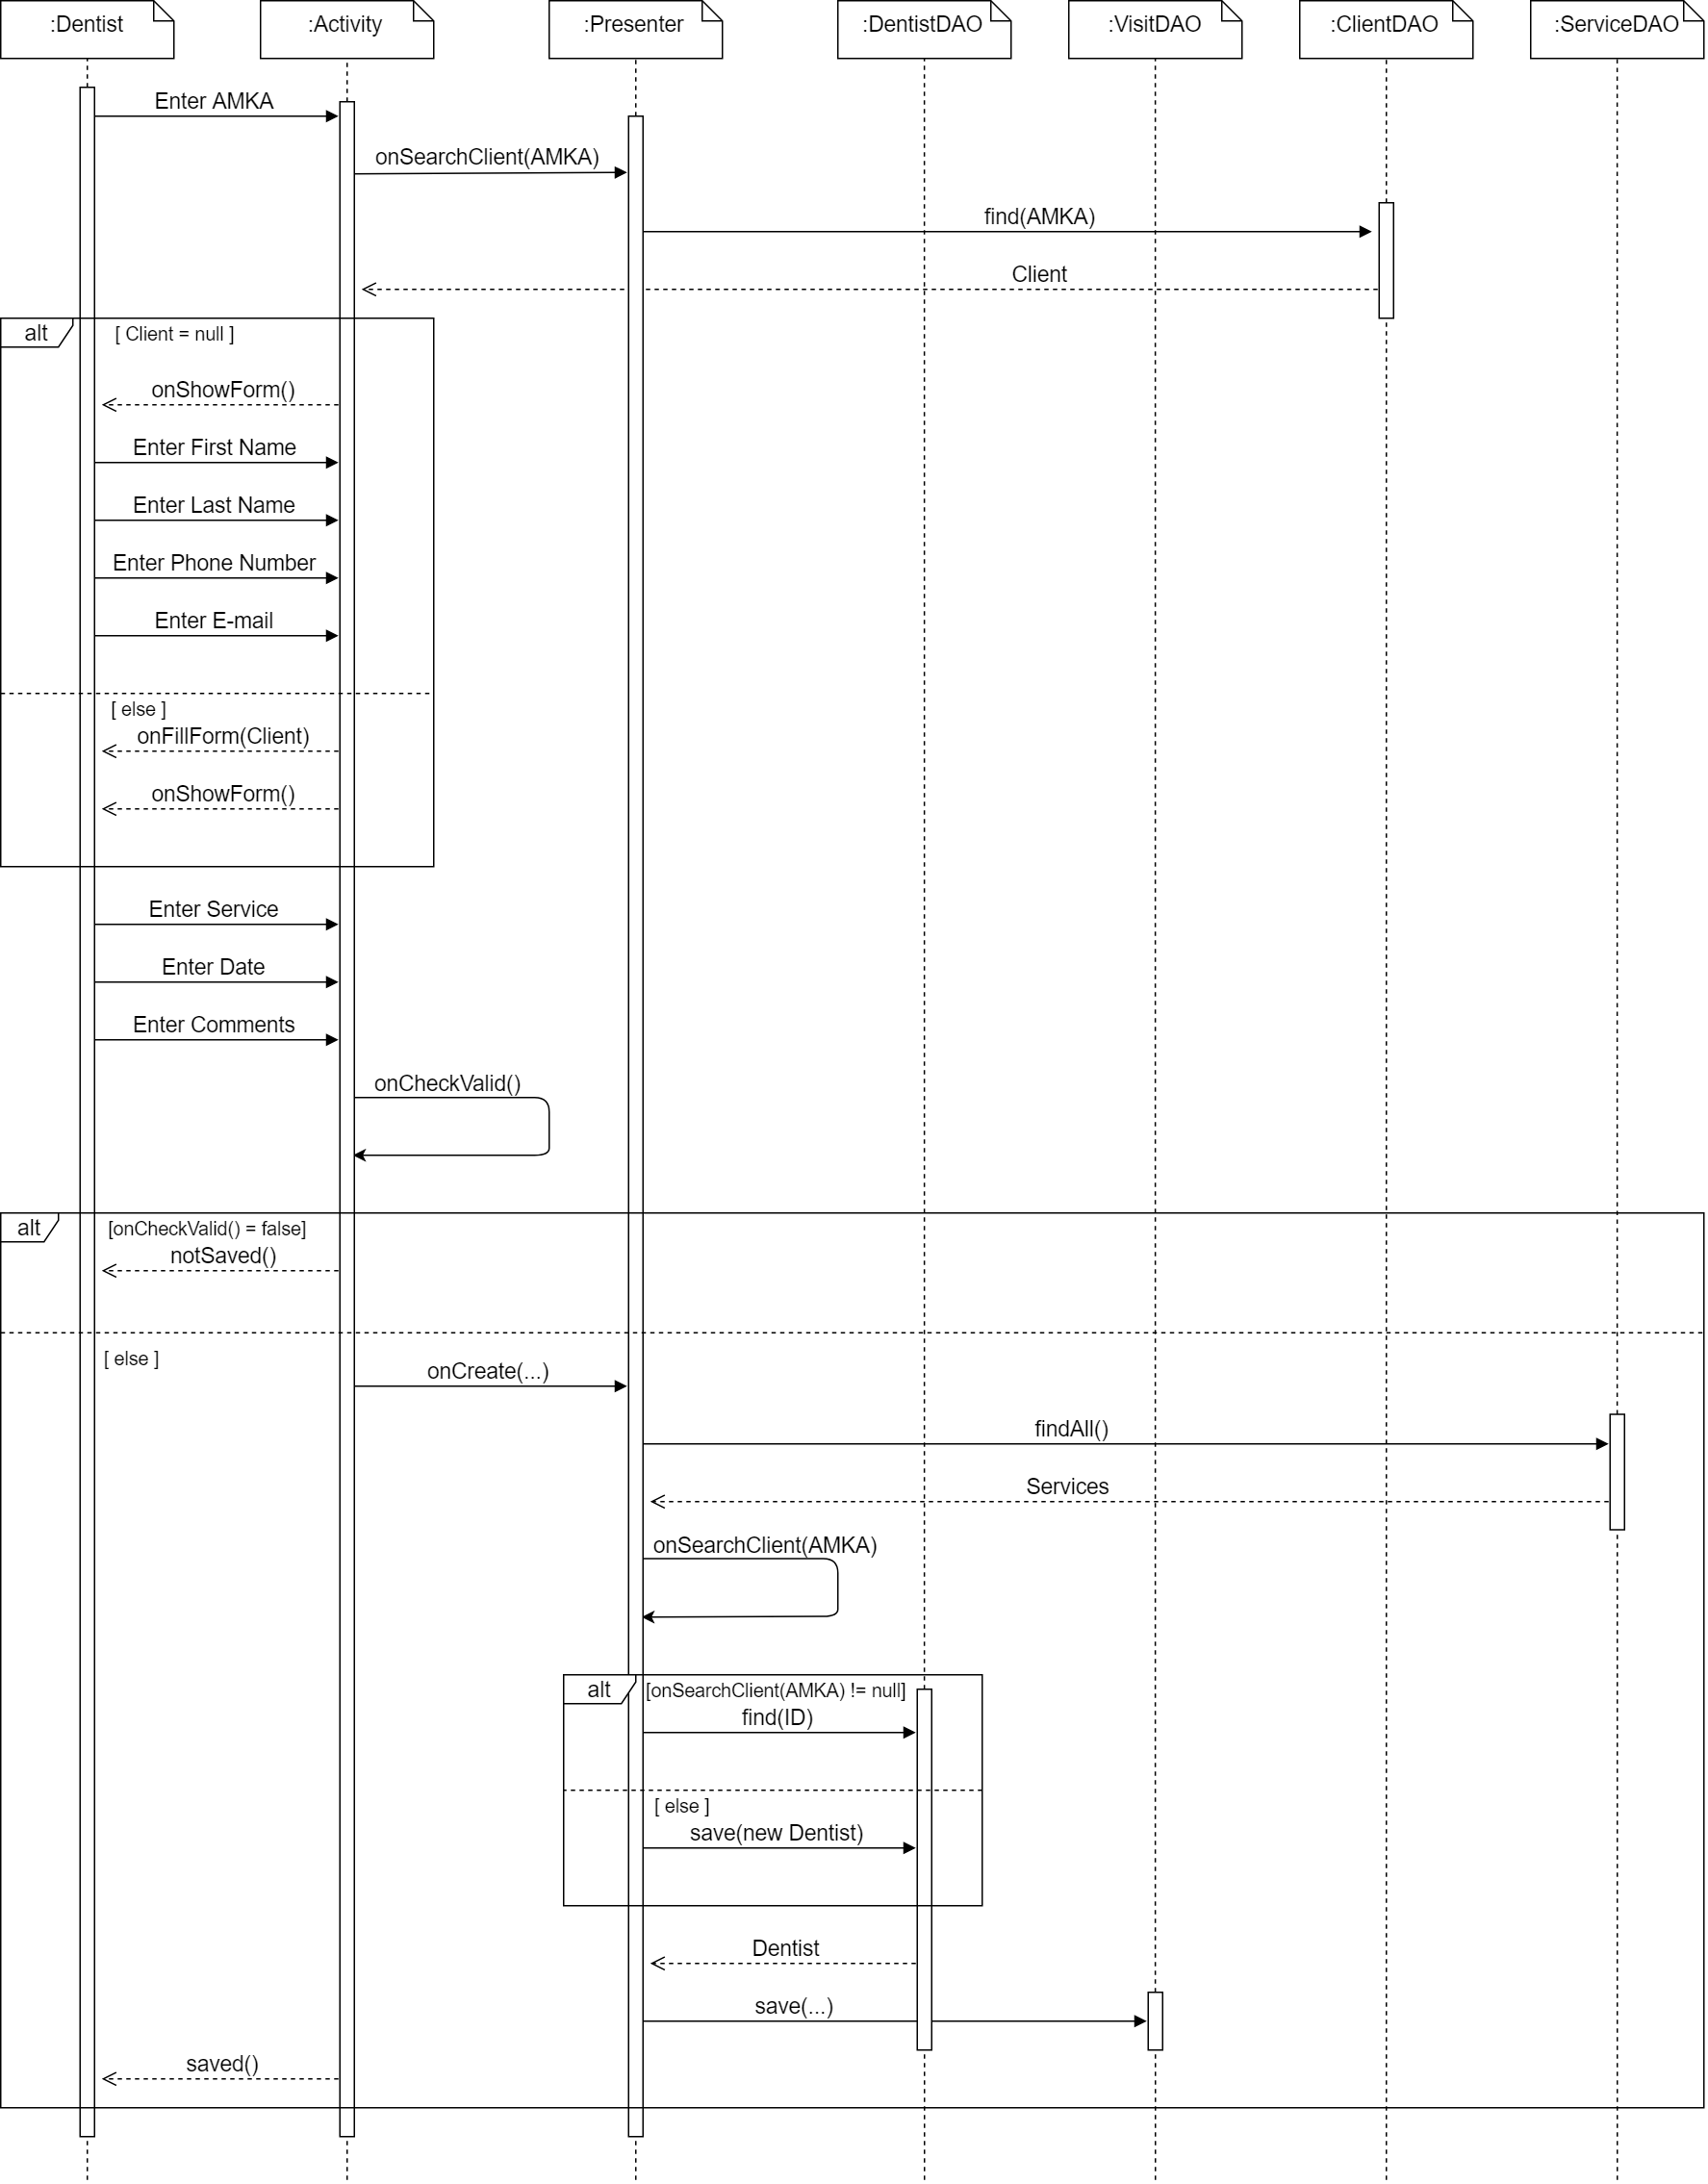 :Dentist
:Activity
:Presenter
:DentistDAO
:VisitDAO
:ClientDAO
:ServiceDAO
Enter AMKA
onSearchClient(AMKA)
find(AMKA)
Client
alt
[ Client = null ]
onShowForm()
Enter First Name
Enter Last Name
Enter Phone Number
Enter E-mail
[ else ]
onFillForm(Client)
onShowForm()
Enter Service
Enter Date
Enter Comments
onCheckValid()
alt
[onCheckValid() = false]
notSaved()
[ else ]
onCreate(...)
findAll()
Services
onSearchClient(AMKA)
alt
[onSearchClient(AMKA) != null]
find(ID)
[ else ]
save(new Dentist)
Dentist
save(...)
saved()